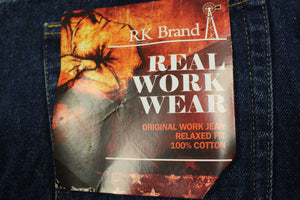 RK Brand
REAL
WORK
WEAR
ORIGINAL WORK JEAN
RELAXED FIT
100% COTTON